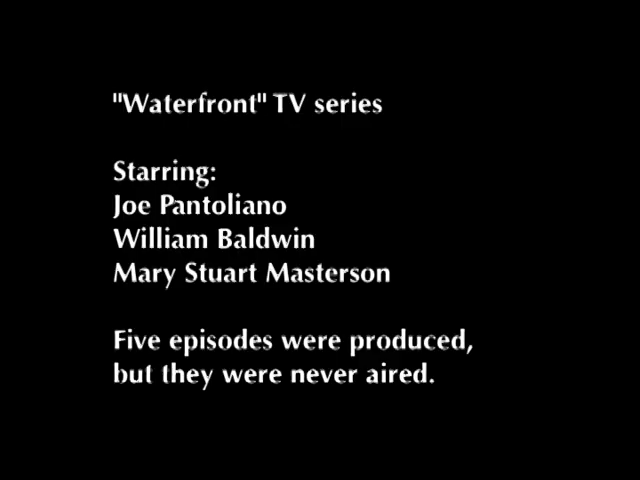 "Waterfront" TV series
Starring:
Joe Pantoliano
William Baldwin
Mary Stuart Masterson
Five episodes were produced,
but they were never aired.